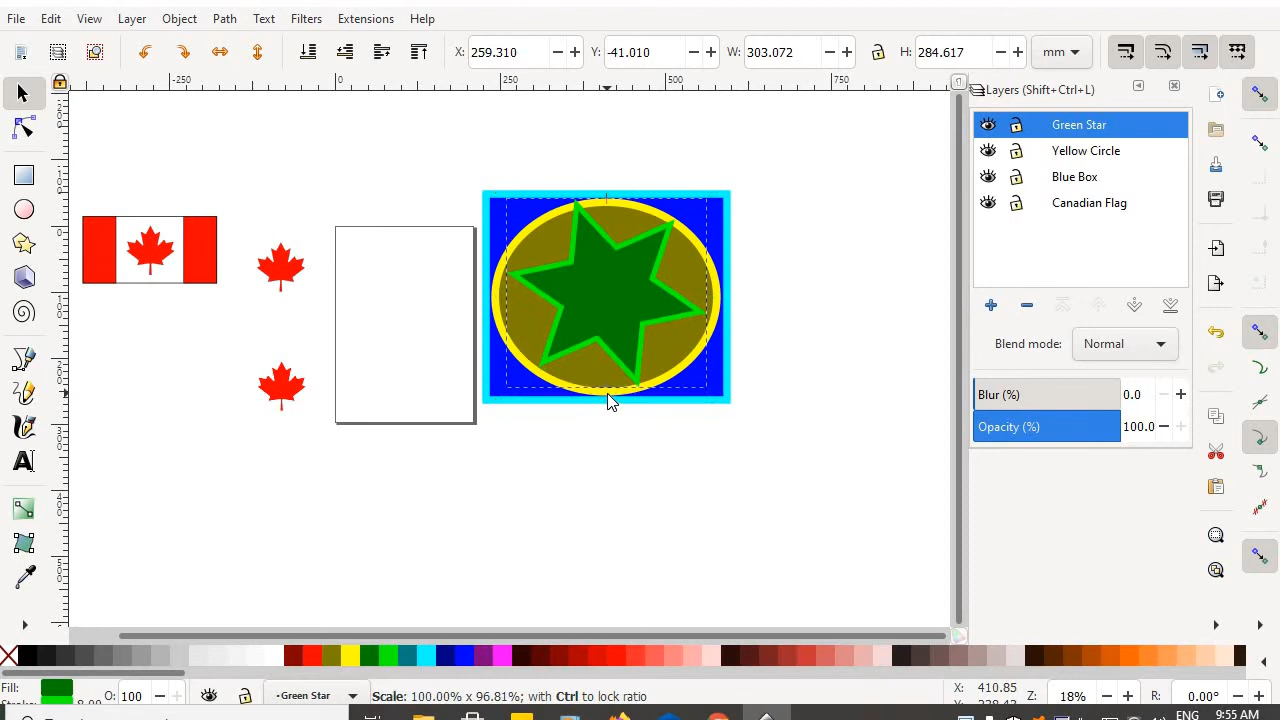 File Edit View Layer Object Path Text Filters Extensions Help
X: 259.310 Y: -41.010 W: 303.072 H: 284.617 mm
-250 0 250 500 750
Layers (Shift+Ctrl+L)
Green Star
Yellow Circle
Blue Box
Canadian Flag
Blend mode: Normal
Blur (%) 0.0
Opacity (%) 100.0
Fill: O: 100 Green Star Scale: 100.00% x 96.81%; with Ctrl to lock ratio X: 410.85 Z: 18% R: 0.00°
ENG 9:55 AM